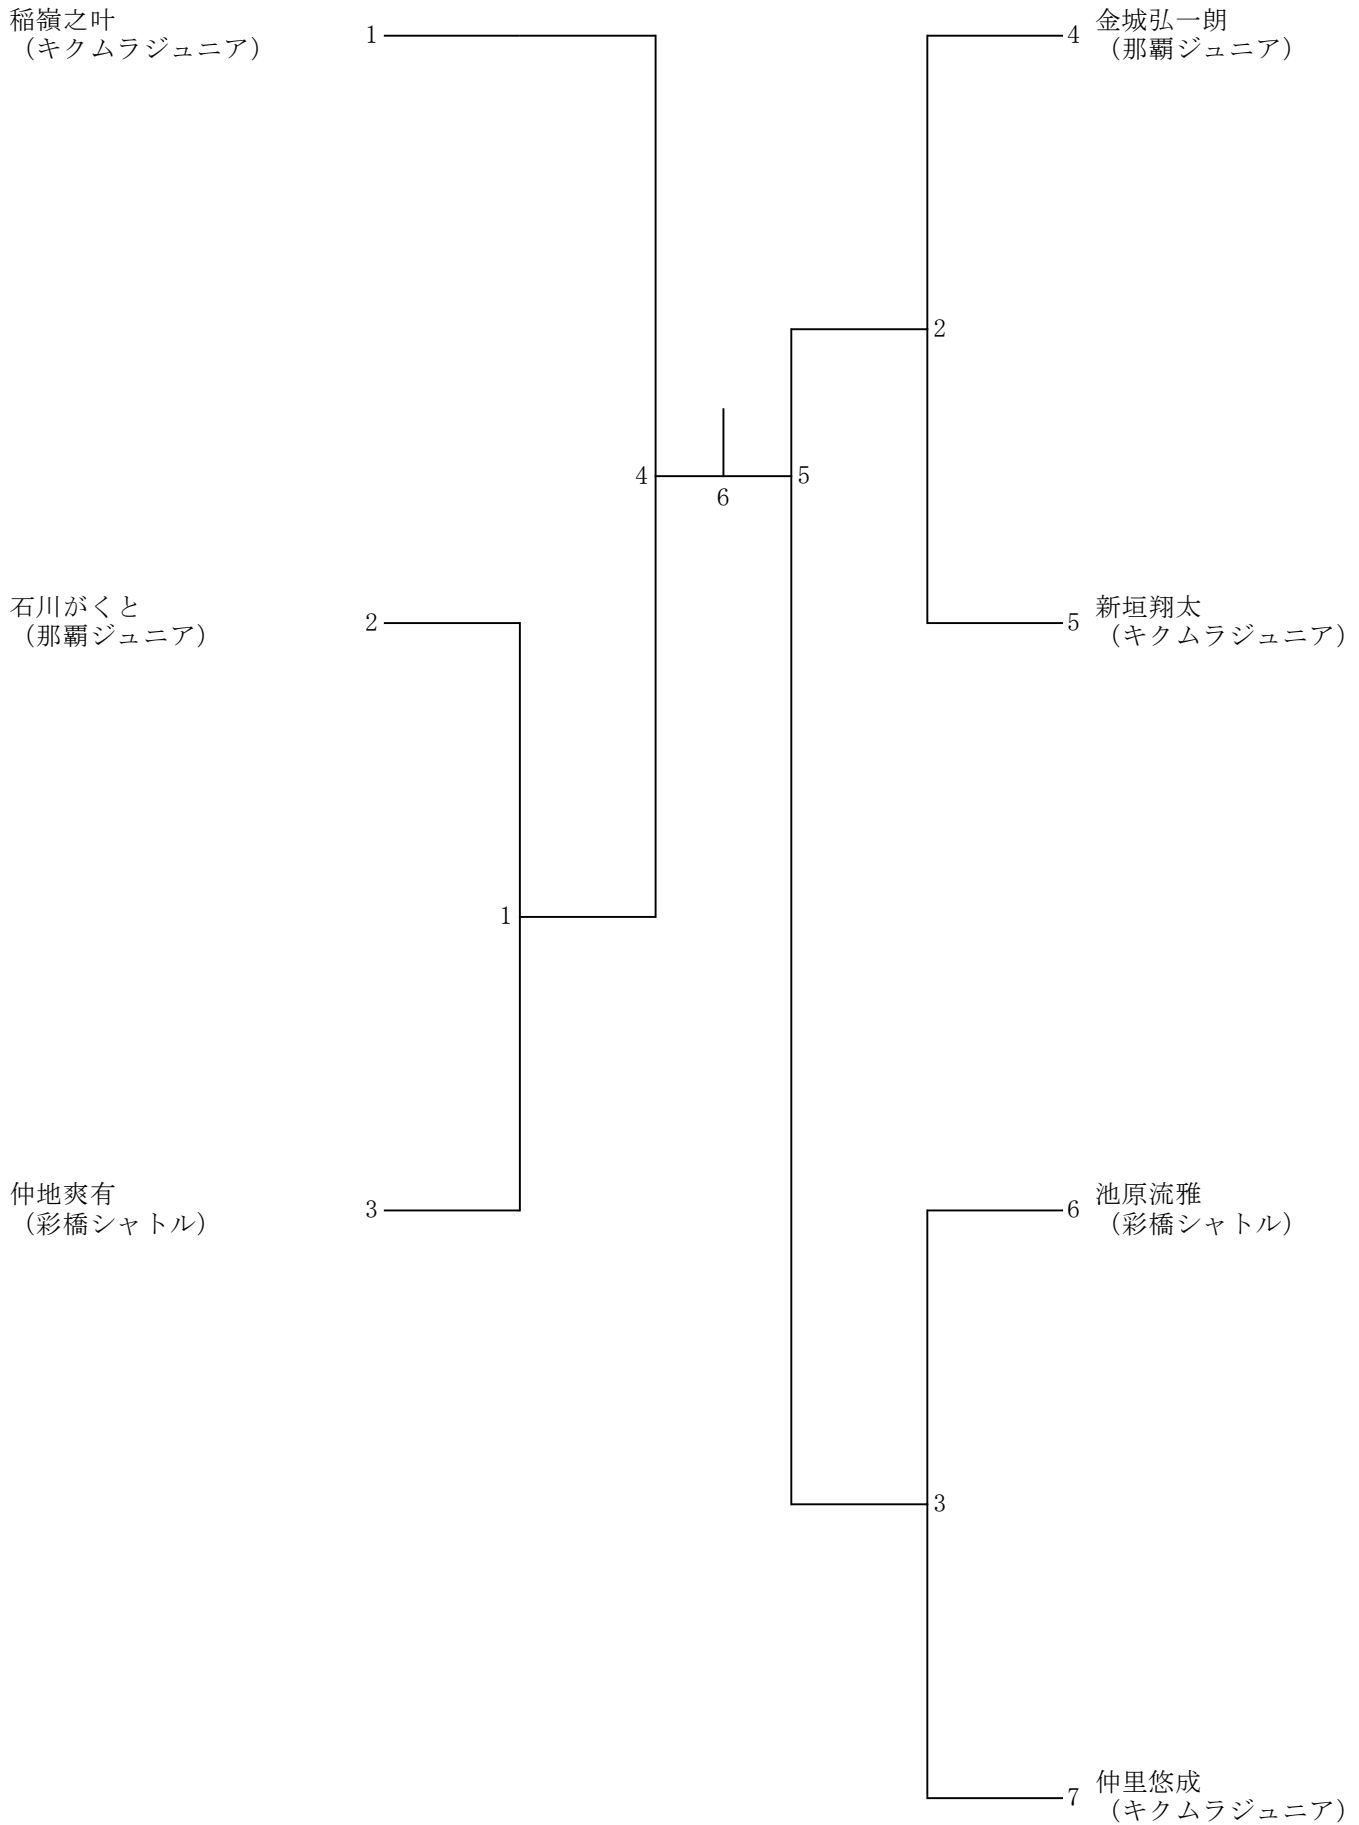 稲嶺之叶
（キクムラジュニア）
1
石川がくと
（那覇ジュニア）
2
仲地爽有
（彩橋シャトル）
3
1
4
6
5
2
3
4
金城弘一朗
（那覇ジュニア）
5
新垣翔太
（キクムラジュニア）
6
池原流雅
（彩橋シャトル）
7
仲里悠成
（キクムラジュニア）